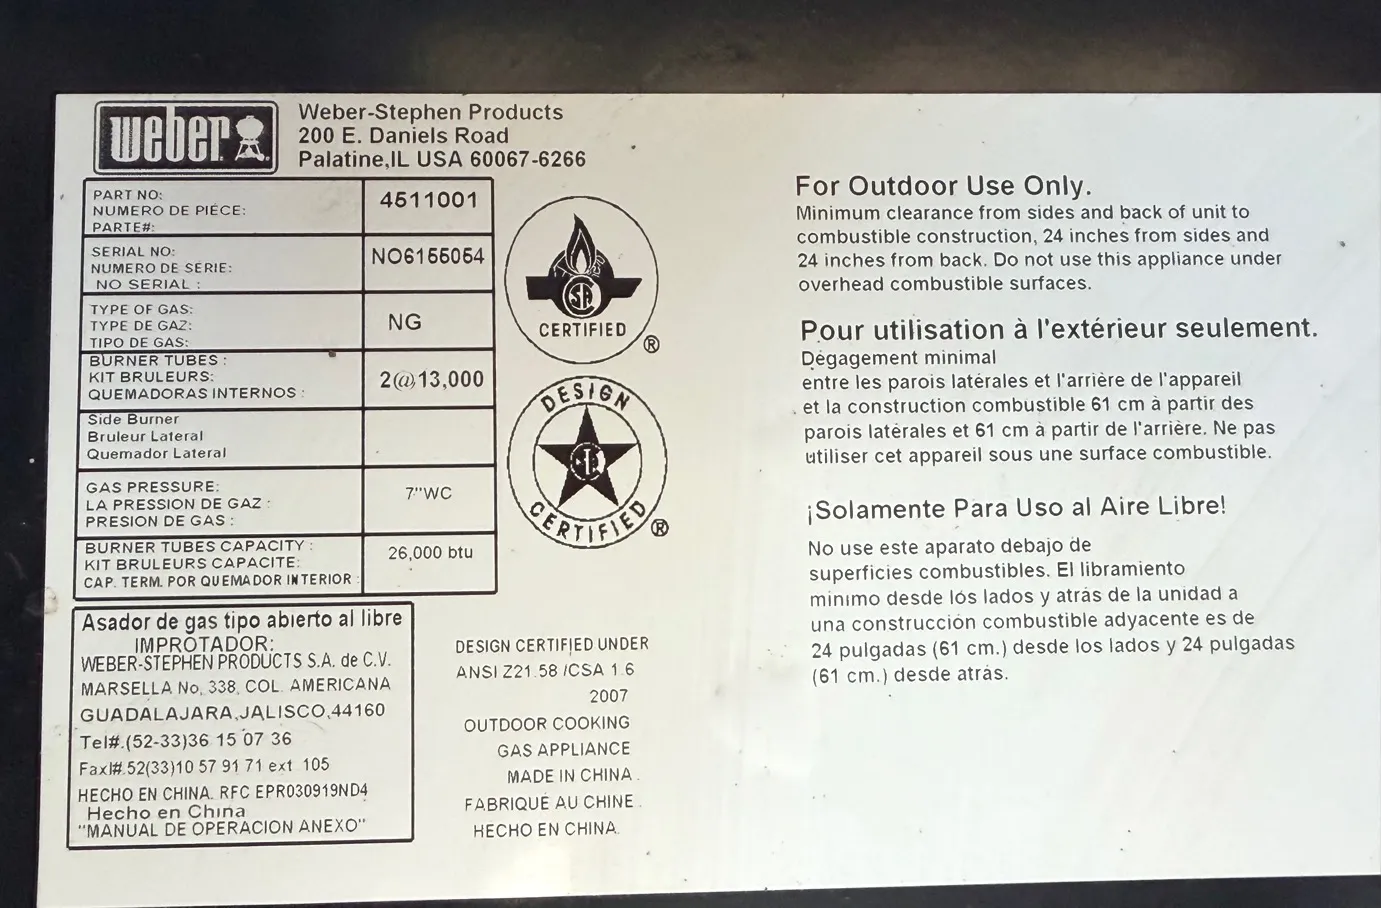 weber
Weber-Stephen Products
200 E. Daniels Road
Palatine,IL USA 60067-6266
PART NO:
NUMERO DE PIÉCE:
PARTE#:
4511001
SERIAL NO:
NUMERO DE SERIE:
NO SERIAL :
NO6155054
TYPE OF GAS:
TYPE DE GAZ:
TIPO DE GAS:
NG
BURNER TUBES :
KIT BRULEURS:
QUEMADORAS INTERNOS :
2@13,000
Side Burner
Bruleur Lateral
Quemador Lateral
GAS PRESSURE:
LA PRESSION DE GAZ :
PRESION DE GAS :
7"WC
BURNER TUBES CAPACITY :
KIT BRULEURS CAPACITE:
CAP. TERM. POR QUEMADOR INTERIOR :
26,000 btu
CERTIFIED ®
DESIGN
CERTIFIED ®
Asador de gas tipo abierto al libre
IMPROTADOR:
WEBER-STEPHEN PRODUCTS S.A. de C.V.
MARSELLA No, 338, COL. AMERICANA
GUADALAJARA,JALISCO,44160
Tel#.(52-33)36 15 07 36
Faxl#.52(33)10 57 91 71 ext 105
HECHO EN CHINA. RFC EPR030919ND4
Hecho en China
"MANUAL DE OPERACION ANEXO"
DESIGN CERTIFIED UNDER
ANSI Z21.58 /CSA 1.6
2007
OUTDOOR COOKING
GAS APPLIANCE
MADE IN CHINA .
FABRIQUÉ AU CHINE .
HECHO EN CHINA.
For Outdoor Use Only.
Minimum clearance from sides and back of unit to
combustible construction, 24 inches from sides and
24 inches from back. Do not use this appliance under
overhead combustible surfaces.
Pour utilisation à l'extérieur seulement.
Dégagement minimal
entre les parois latérales et l'arrière de l'appareil
et la construction combustible 61 cm à partir des
parois latérales et 61 cm à partir de l'arrière. Ne pas
utiliser cet appareil sous une surface combustible.
¡Solamente Para Uso al Aire Libre!
No use este aparato debajo de
superficies combustibles. El libramiento
mínimo desde lós lados y atrás de la unidad a
una construcción combustible adyacente es de
24 pulgadas (61 cm.) desde los lados y 24 pulgadas
(61 cm.) desde atrás.